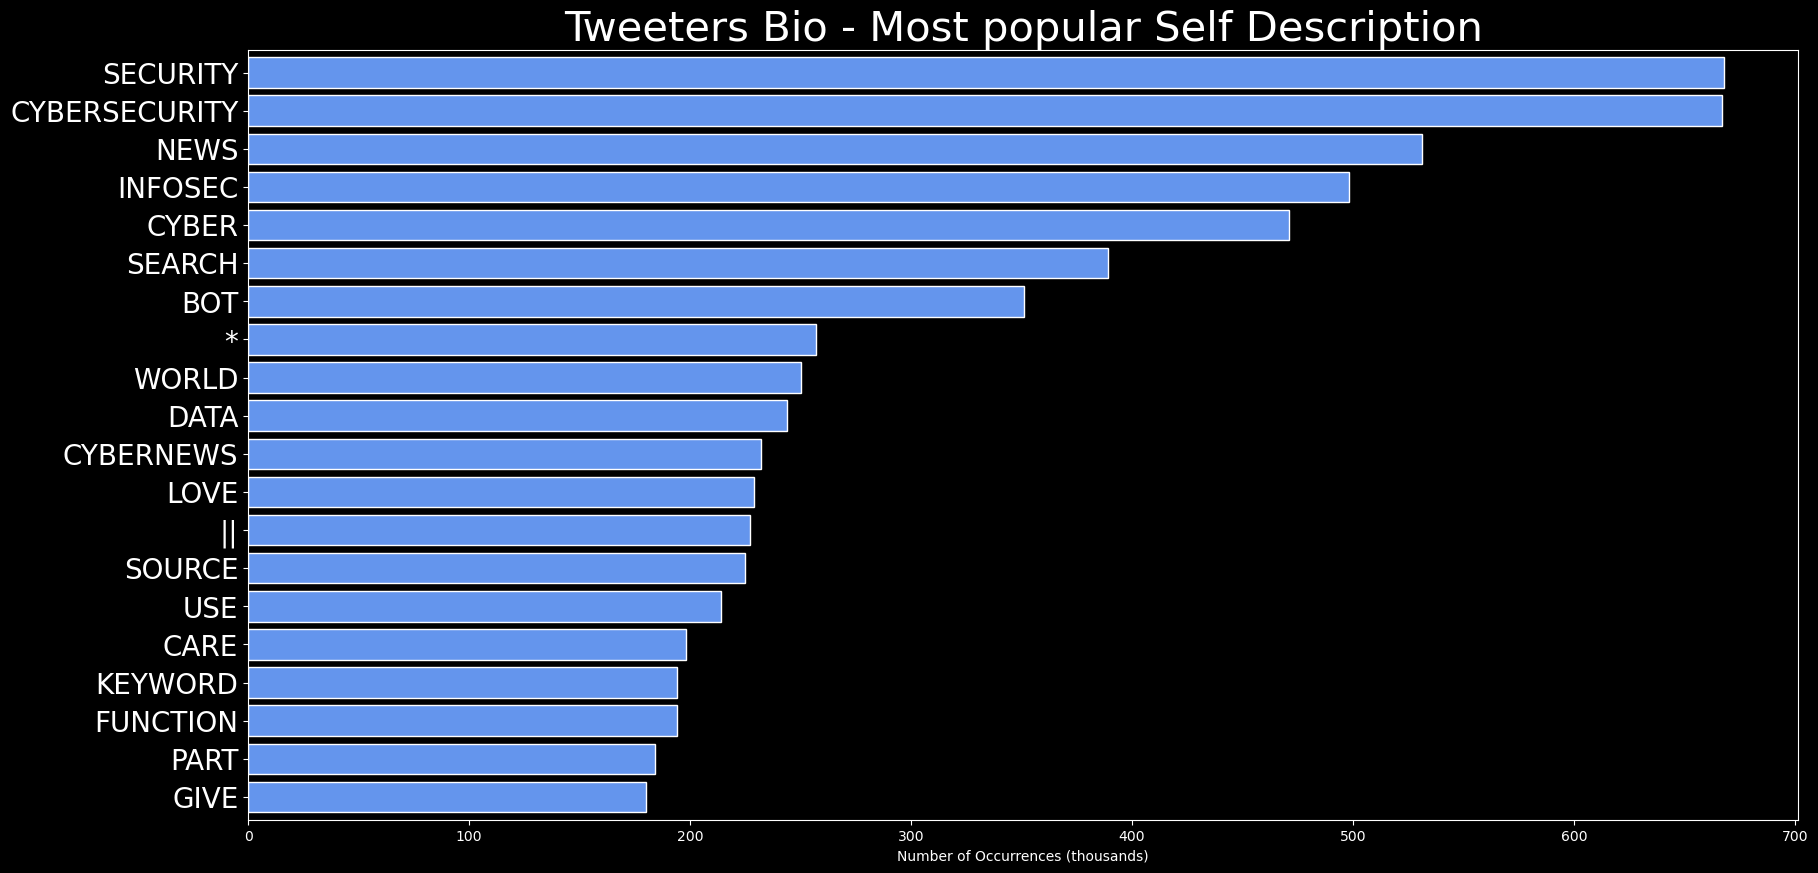 Tweeters Bio - Most popular Self Description
SECURITY
CYBERSECURITY
NEWS
INFOSEC
CYBER
SEARCH
BOT
*
WORLD
DATA
CYBERNEWS
LOVE
||
SOURCE
USE
CARE
KEYWORD
FUNCTION
PART
GIVE
0 100 200 300 400 500 600 700
Number of Occurrences (thousands)